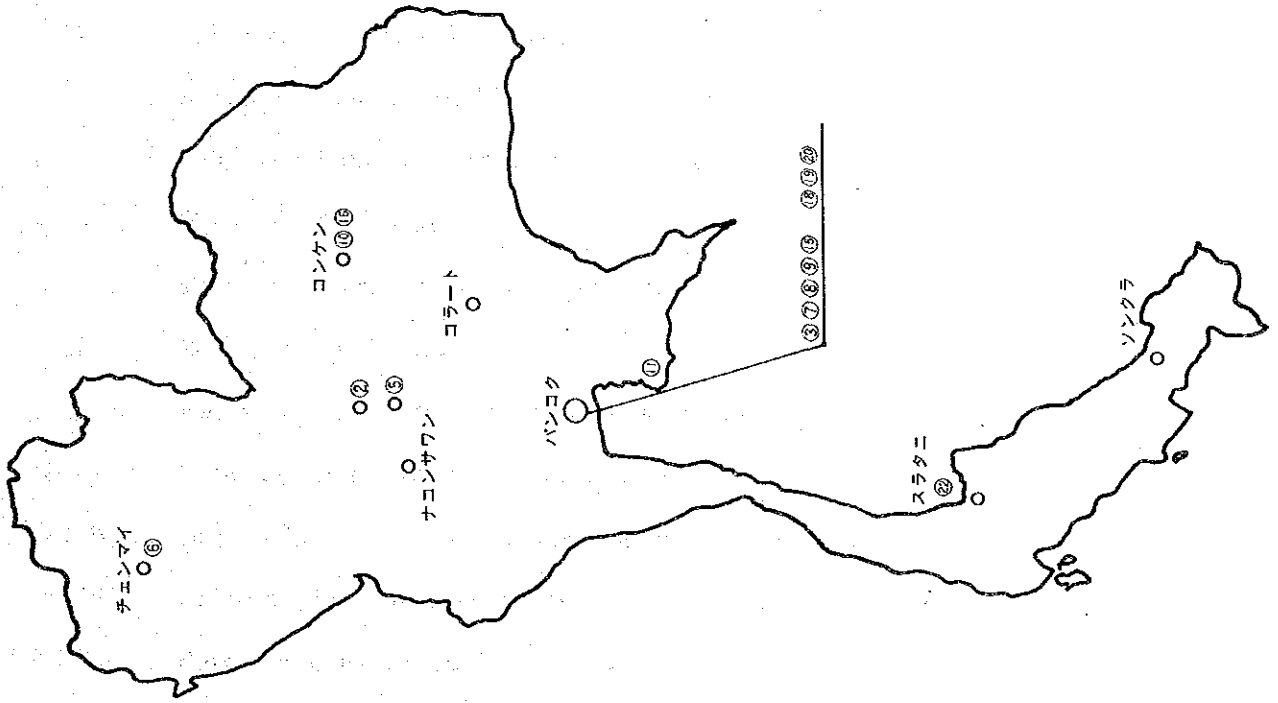 チェンマイ
⑥
コンケン
⑩⑯
②
⑤
ナコンサワン
コラート
バンコク
⑪
③⑦⑧⑨⑮ ⑱⑲⑳
スラタニ
㉒
ソンクラ